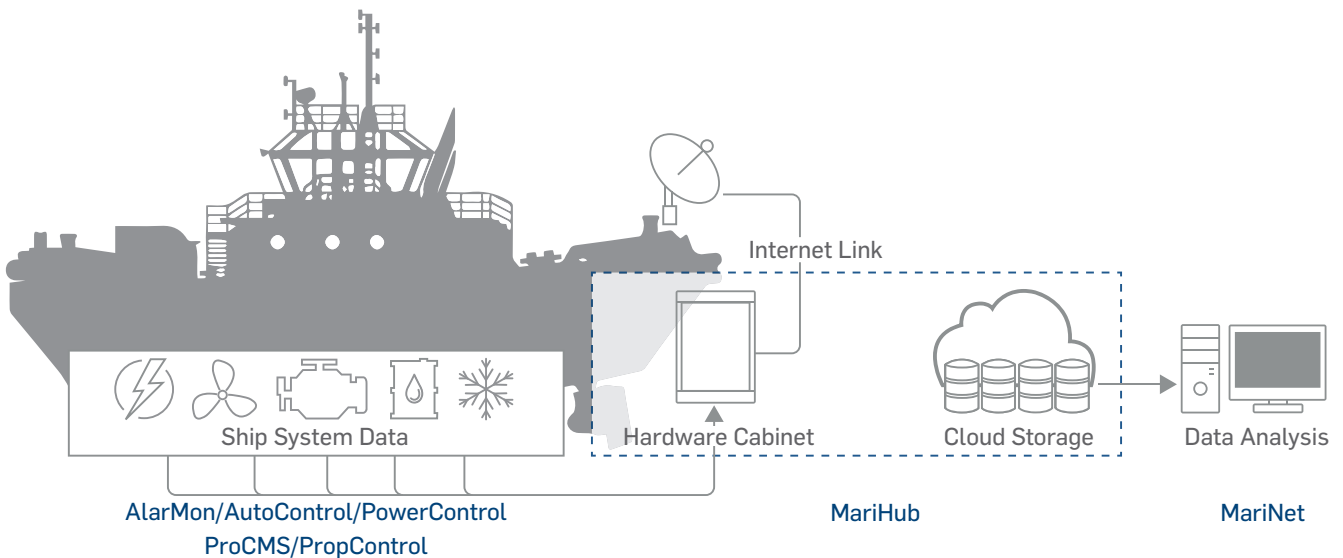 Internet Link
Ship System Data
Hardware Cabinet
Cloud Storage
Data Analysis
AlarMon/AutoControl/PowerControl
ProCMS/PropControl
MariHub
MariNet